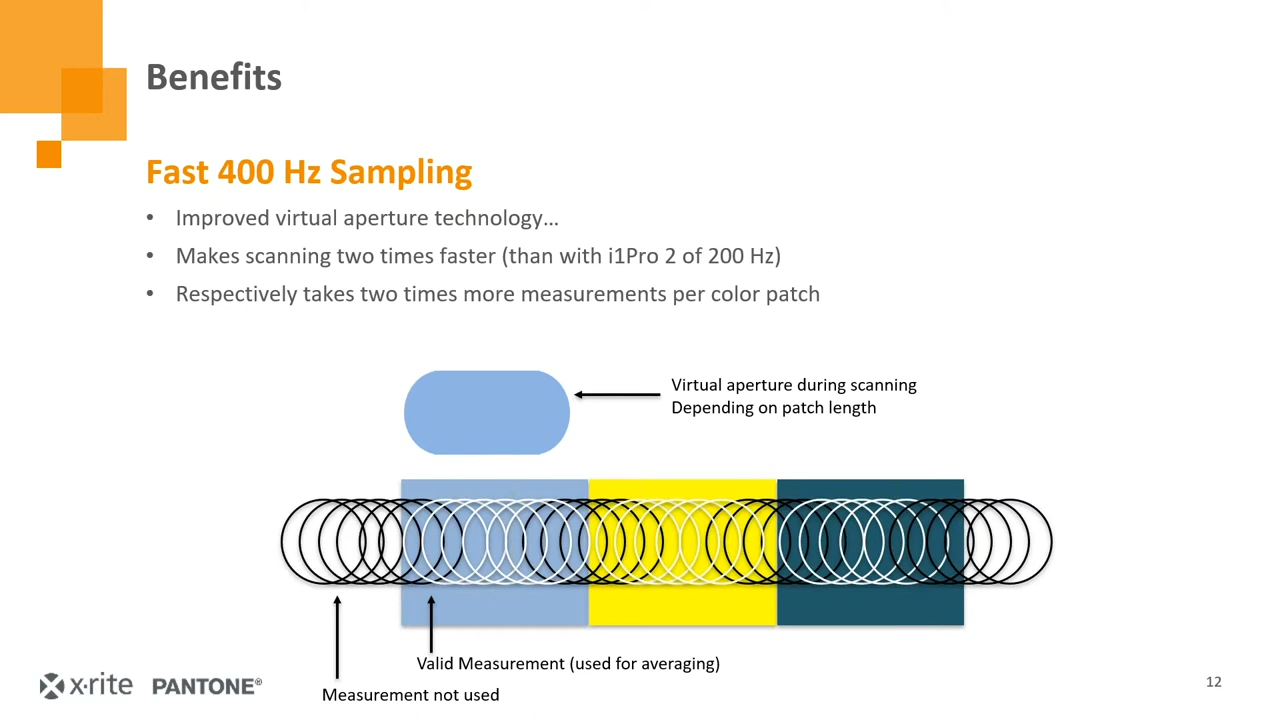 Benefits
Fast 400 Hz Sampling
• Improved virtual aperture technology…
• Makes scanning two times faster (than with i1Pro 2 of 200 Hz)
• Respectively takes two times more measurements per color patch
Virtual aperture during scanning
Depending on patch length
Valid Measurement (used for averaging)
Measurement not used
x·rite PANTONE®
12